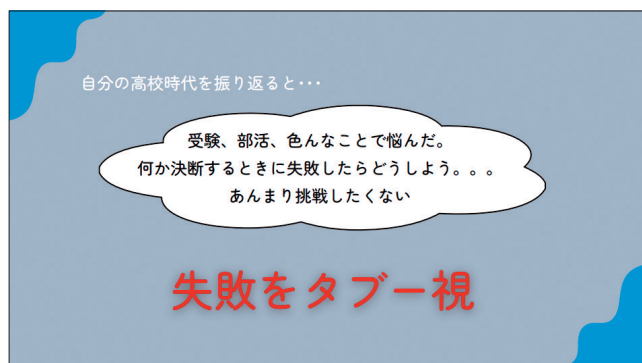 自分の高校時代を振り返ると･･･
受験、部活、色んなことで悩んだ。
何か決断するときに失敗したらどうしよう。。。
あんまり挑戦したくない
失敗をタブー視